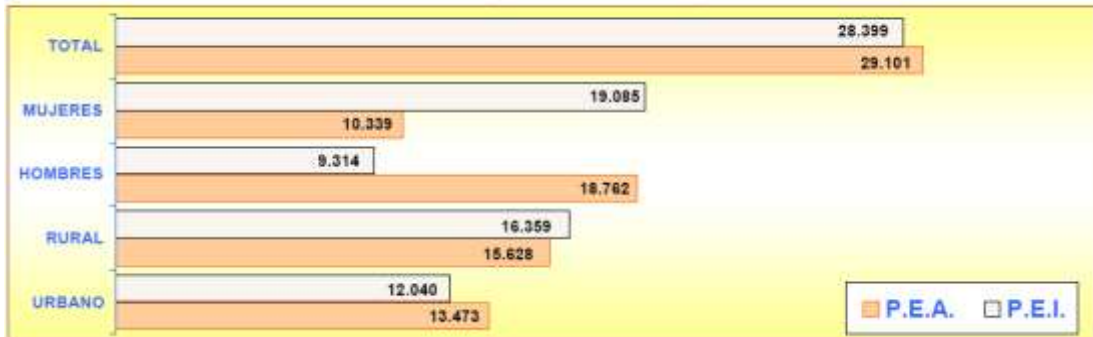 TOTAL
28.399
29.101
MUJERES
19.085
10.339
HOMBRES
9.314
18.762
RURAL
16.359
15.628
URBANO
12.040
13.473
P.E.A. P.E.I.